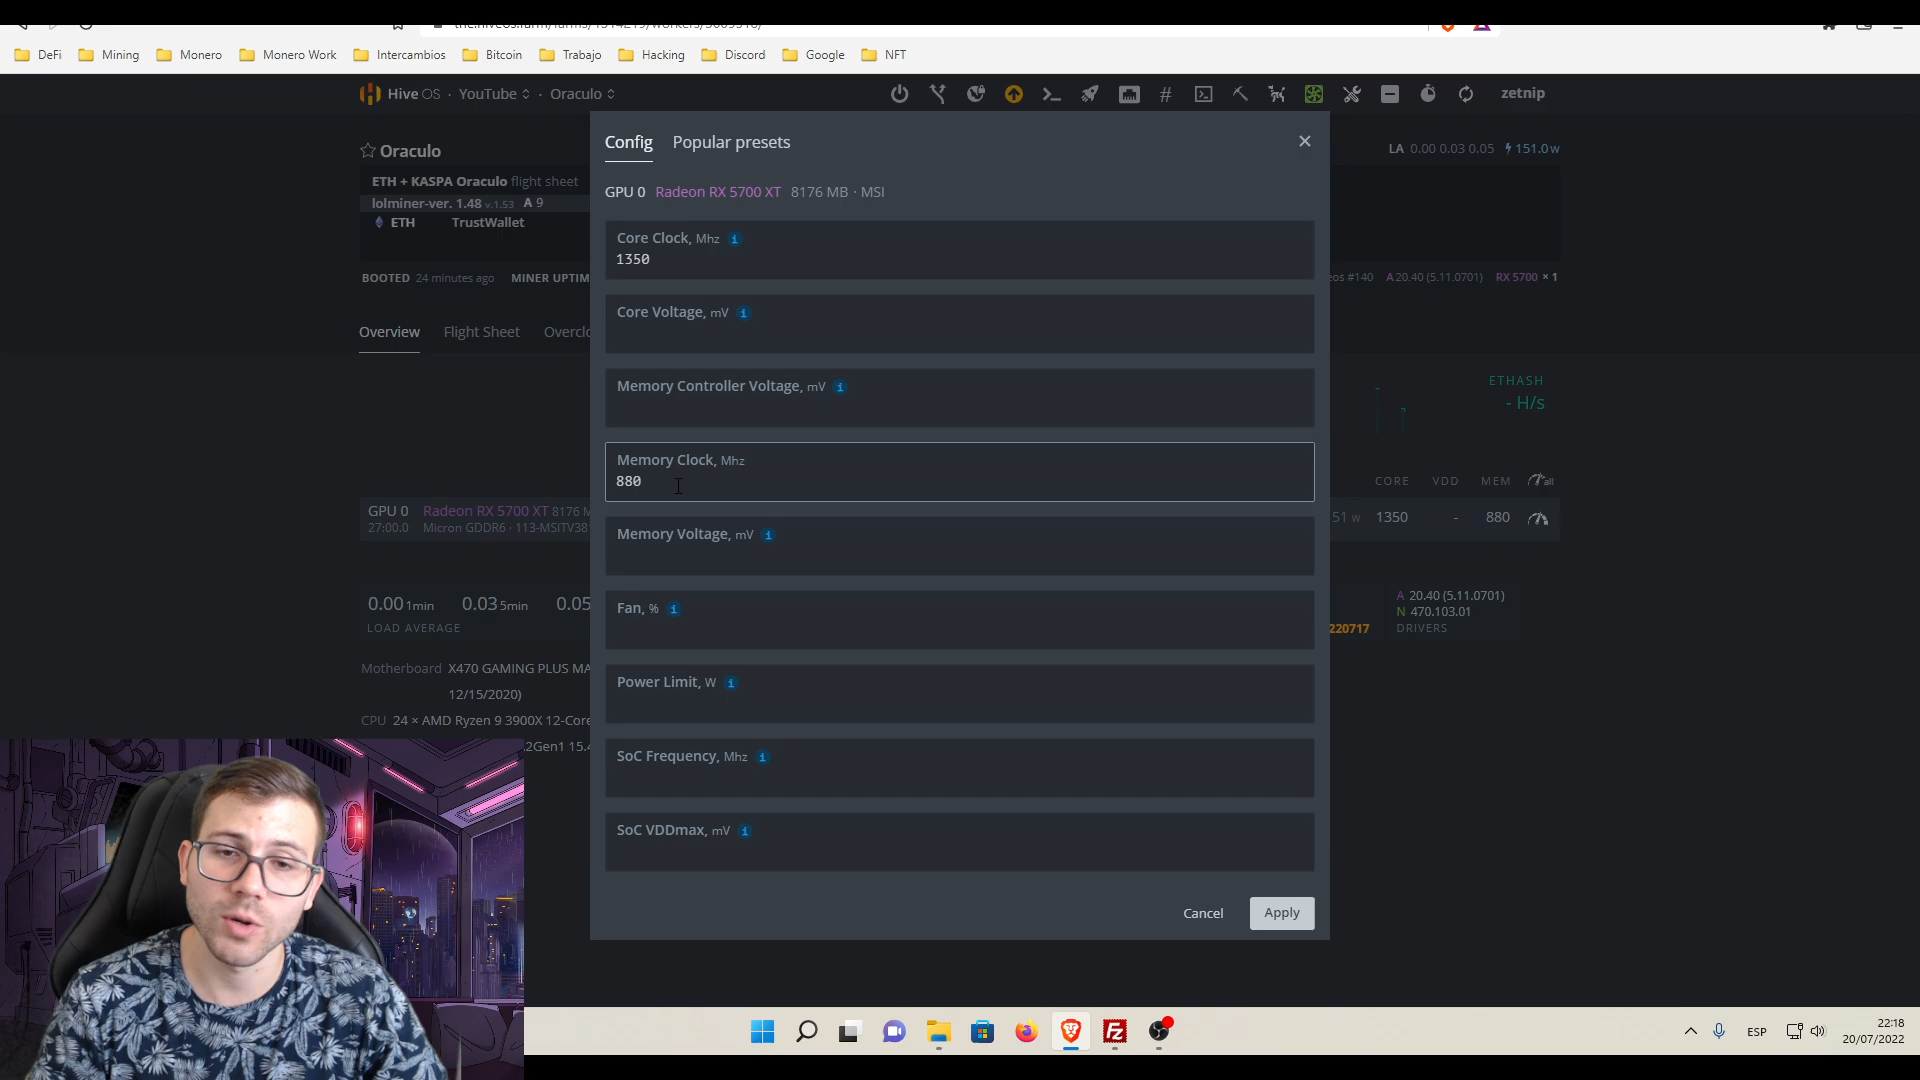 DeFi Mining Monero Monero Work Intercambios Bitcoin Trabajo Hacking Discord Google NFT
Hive OS · YouTube · Oraculo
zetnip
Config Popular presets
Oraculo
LA 0.00 0.03 0.05 151.0 w
ETH + KASPA Oraculo flight sheet
lolminer-ver. 1.48 v.1.53 A 9
ETH TrustWallet
GPU 0 Radeon RX 5700 XT 8176 MB · MSI
Core Clock, Mhz i
1350
BOOTED 24 minutes ago MINER UPTIM
eos #140 A 20.40 (5.11.0701) RX 5700 × 1
Core Voltage, mV i
Overview Flight Sheet Overclo
Memory Controller Voltage, mV i
ETHASH
- H/s
Memory Clock, Mhz
880
CORE VDD MEM all
GPU 0 Radeon RX 5700 XT 8176 M
27:00.0 Micron GDDR6 · 113-MSITV38
51 w 1350 - 880
Memory Voltage, mV i
0.00 1min 0.03 5min 0.05
LOAD AVERAGE
Fan, % i
A 20.40 (5.11.0701)
N 470.103.01
220717 DRIVERS
Motherboard X470 GAMING PLUS MA
12/15/2020)
CPU 24 × AMD Ryzen 9 3900X 12-Core
2Gen1 15.4
Power Limit, W i
SoC Frequency, Mhz i
SoC VDDmax, mV i
Cancel Apply
ESP
22:18
20/07/2022